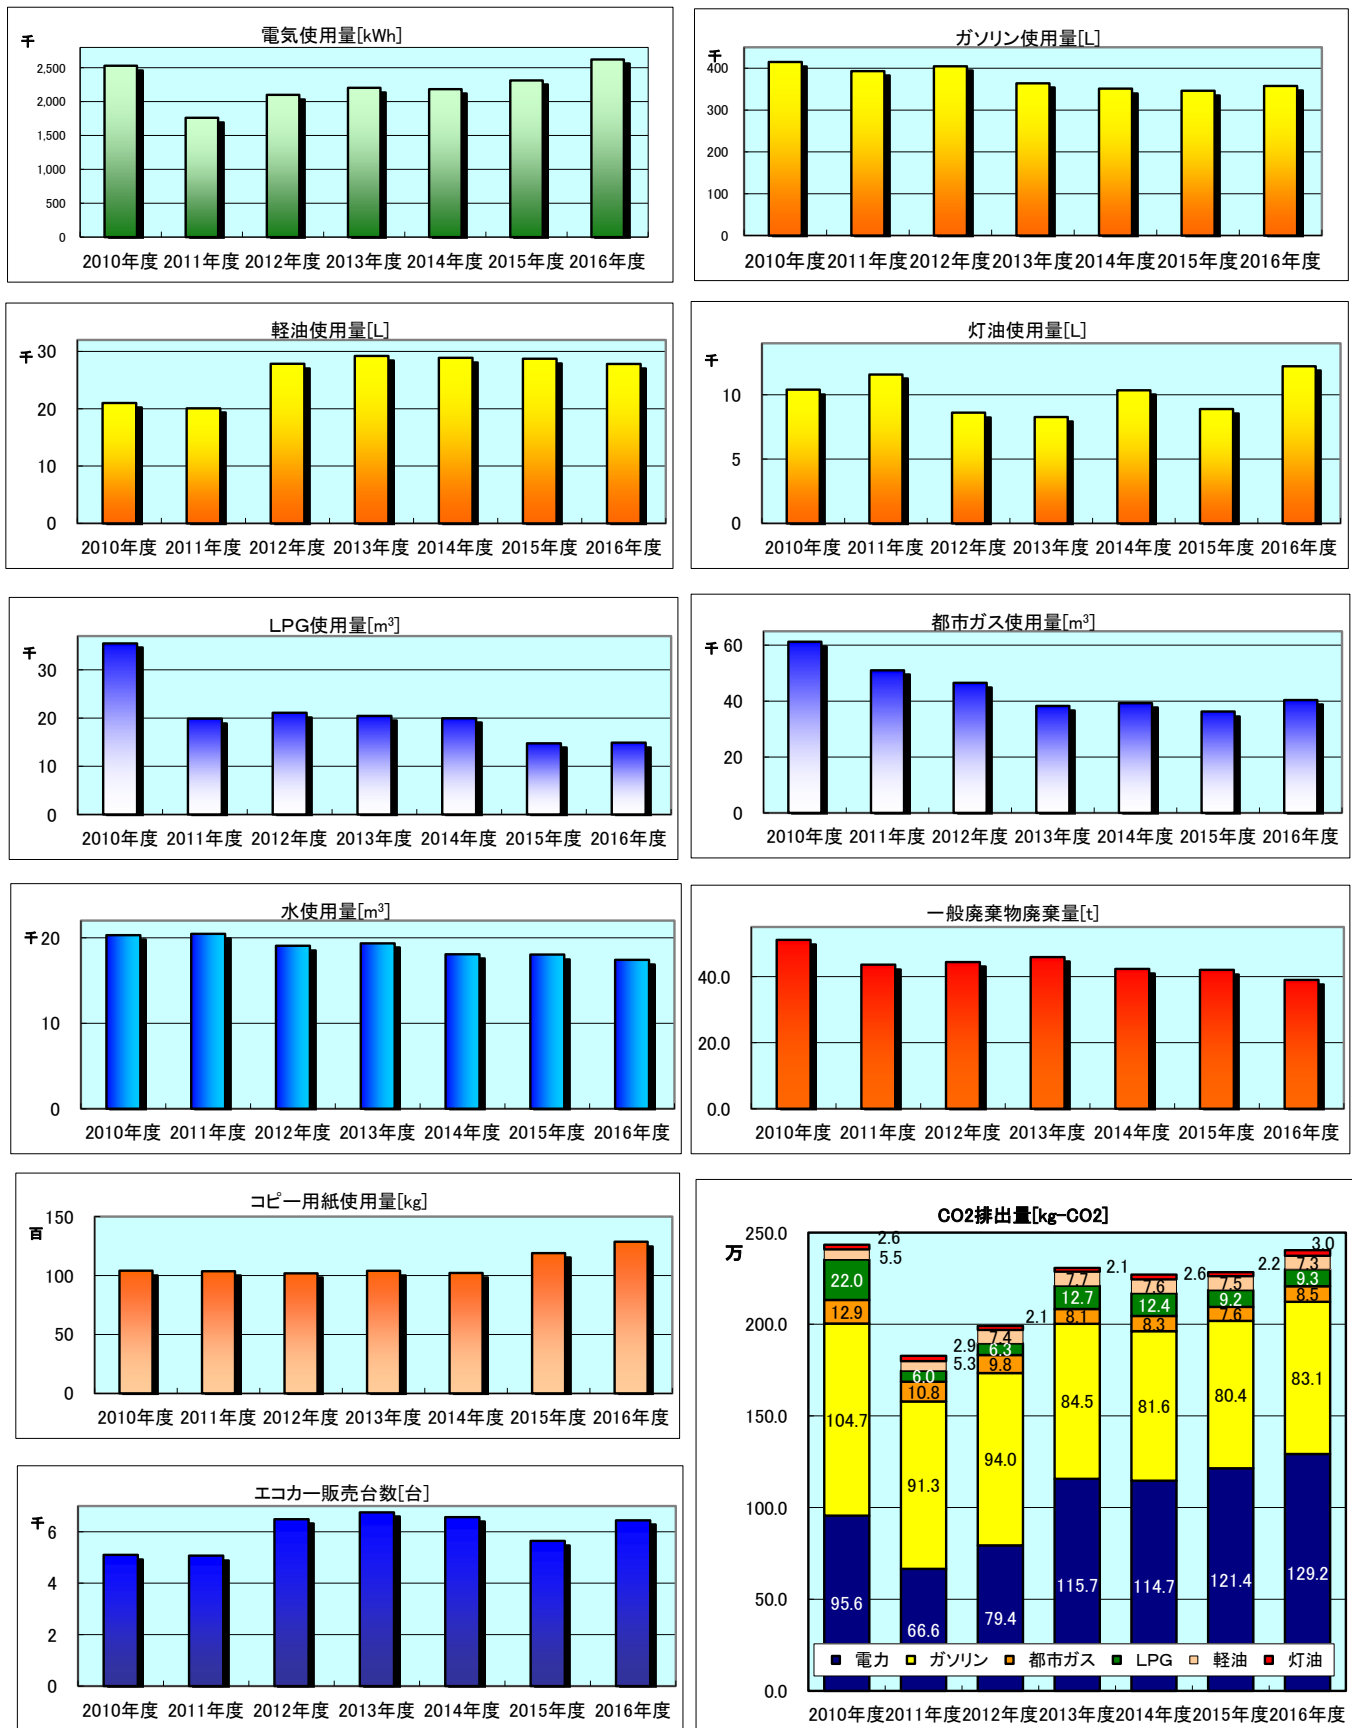 電気使用量[kWh]
千
2,500
2,000
1,500
1,000
500
0
2010年度 2011年度 2012年度 2013年度 2014年度 2015年度 2016年度
ガソリン使用量[L]
千
400
300
200
100
0
2010年度 2011年度 2012年度 2013年度 2014年度 2015年度 2016年度
軽油使用量[L]
千
30
20
10
0
2010年度 2011年度 2012年度 2013年度 2014年度 2015年度 2016年度
灯油使用量[L]
千
10
5
0
2010年度 2011年度 2012年度 2013年度 2014年度 2015年度 2016年度
LPG使用量[m³]
千
30
20
10
0
2010年度 2011年度 2012年度 2013年度 2014年度 2015年度 2016年度
都市ガス使用量[m³]
千
60
40
20
0
2010年度 2011年度 2012年度 2013年度 2014年度 2015年度 2016年度
水使用量[m³]
千
20
10
0
2010年度 2011年度 2012年度 2013年度 2014年度 2015年度 2016年度
一般廃棄物廃棄量[t]
40.0
20.0
0.0
2010年度 2011年度 2012年度 2013年度 2014年度 2015年度 2016年度
コピー用紙使用量[kg]
百
150
100
50
0
2010年度 2011年度 2012年度 2013年度 2014年度 2015年度 2016年度
エコカー販売台数[台]
千
6
4
2
0
2010年度 2011年度 2012年度 2013年度 2014年度 2015年度 2016年度
CO2排出量[kg-CO2]
万
250.0
200.0
150.0
100.0
50.0
0.0
2.6
5.5
22.0
12.9
104.7
95.6
2.9
5.3
6.0
10.8
91.3
66.6
2.1
7.4
6.3
9.8
94.0
79.4
2.1
7.7
12.7
8.1
84.5
115.7
2.6
7.6
12.4
8.3
81.6
114.7
2.2
7.5
9.2
7.6
80.4
121.4
3.0
7.3
9.3
8.5
83.1
129.2
電力 ガソリン 都市ガス LPG 軽油 灯油
2010年度 2011年度 2012年度 2013年度 2014年度 2015年度 2016年度